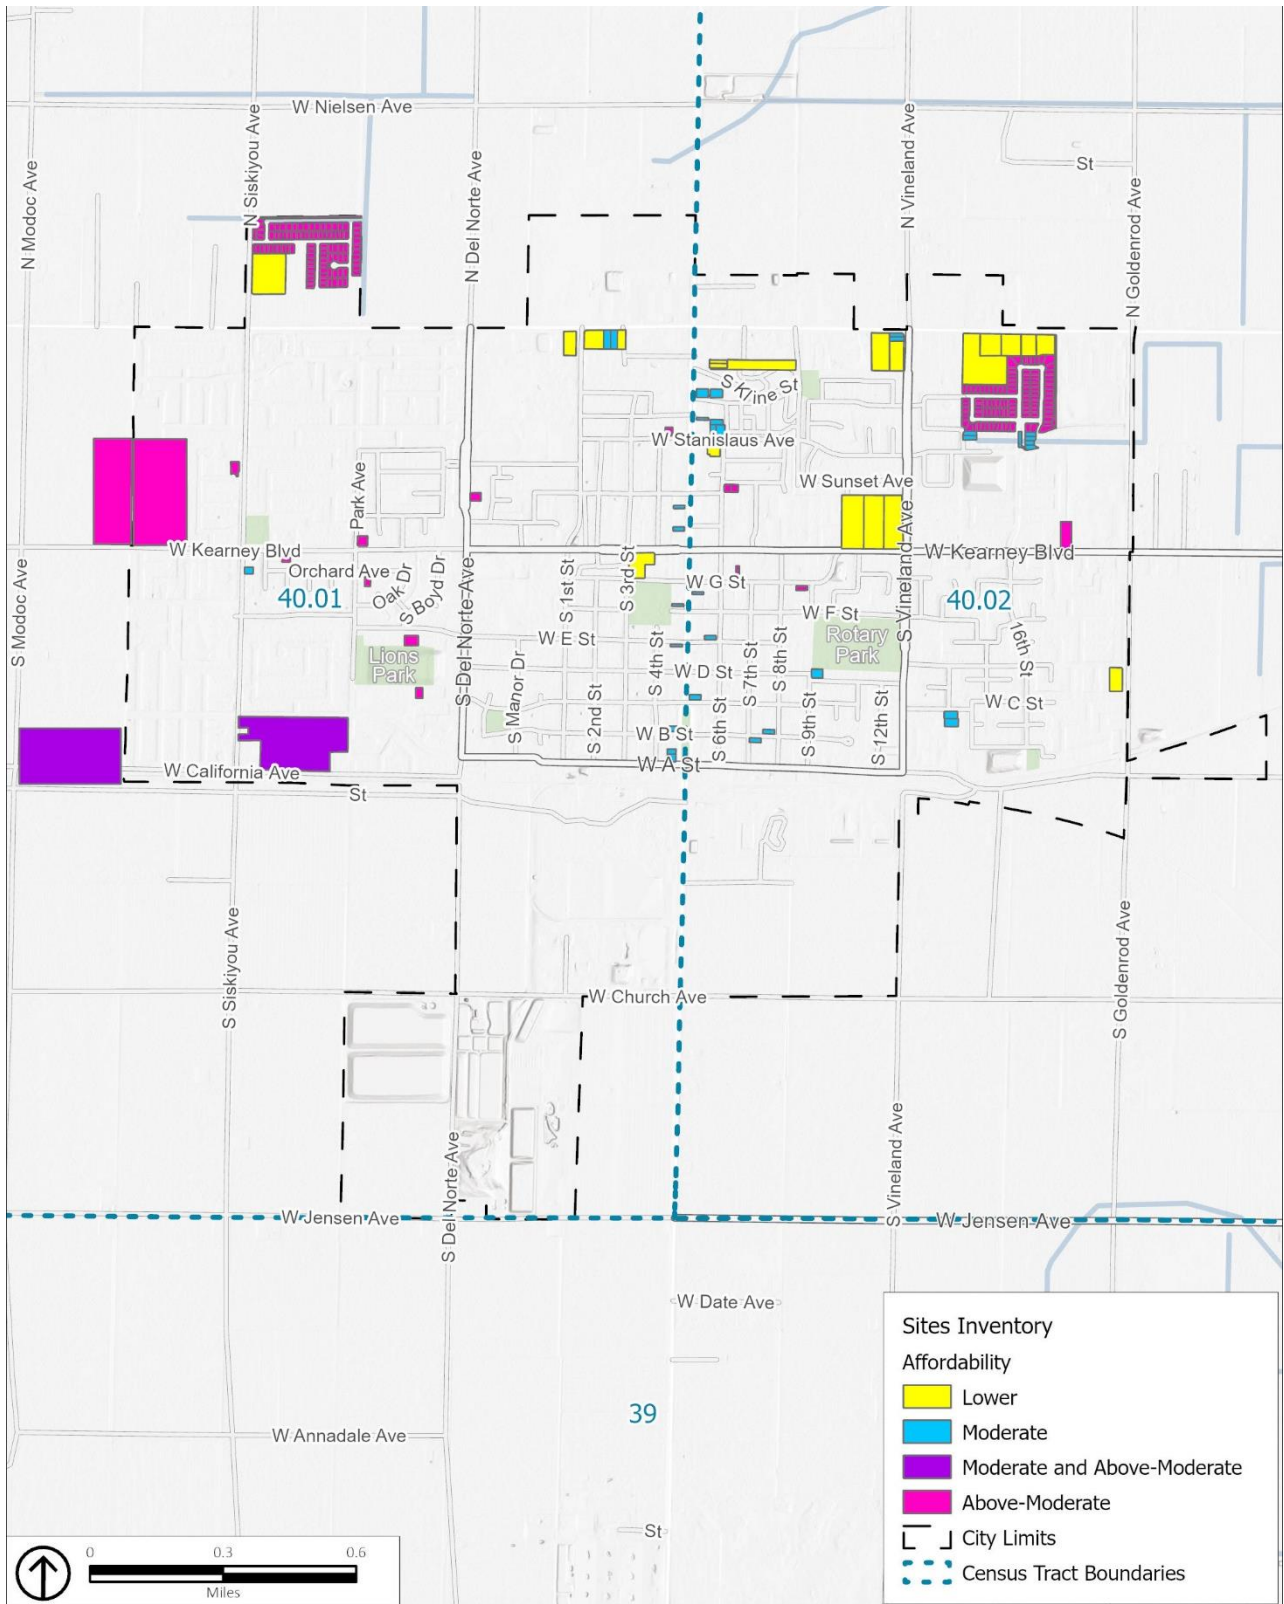 W Nielsen Ave
N Modoc Ave
N Siskiyou Ave
N Del Norte Ave
N Vineland Ave
St
N Goldenrod Ave
S Kline St
W Stanislaus Ave
W Sunset Ave
Park Ave
W Kearney Blvd
W Kearney Blvd
Orchard Ave
Oak Dr
S Boyd Dr
40.01
S 1st St
S 3rd St
W G St
40.02
S Modoc Ave
S Del Norte Ave
W E St
S 4th St
W F St
S Vineland Ave
16th St
Lions
Park
Rotary
Park
W D St
S 7th St
S 8th St
S Manor Dr
S 2nd St
W B St
S 6th St
S 9th St
S 12th St
W C St
W California Ave
W A St
St
S Siskiyou Ave
W Church Ave
S Goldenrod Ave
S Del Norte Ave
S Vineland Ave
W Jensen Ave
W Jensen Ave
W Date Ave
39
W Annadale Ave
St
Sites Inventory
Affordability
Lower
Moderate
Moderate and Above-Moderate
Above-Moderate
City Limits
Census Tract Boundaries
0 0.3 0.6
Miles